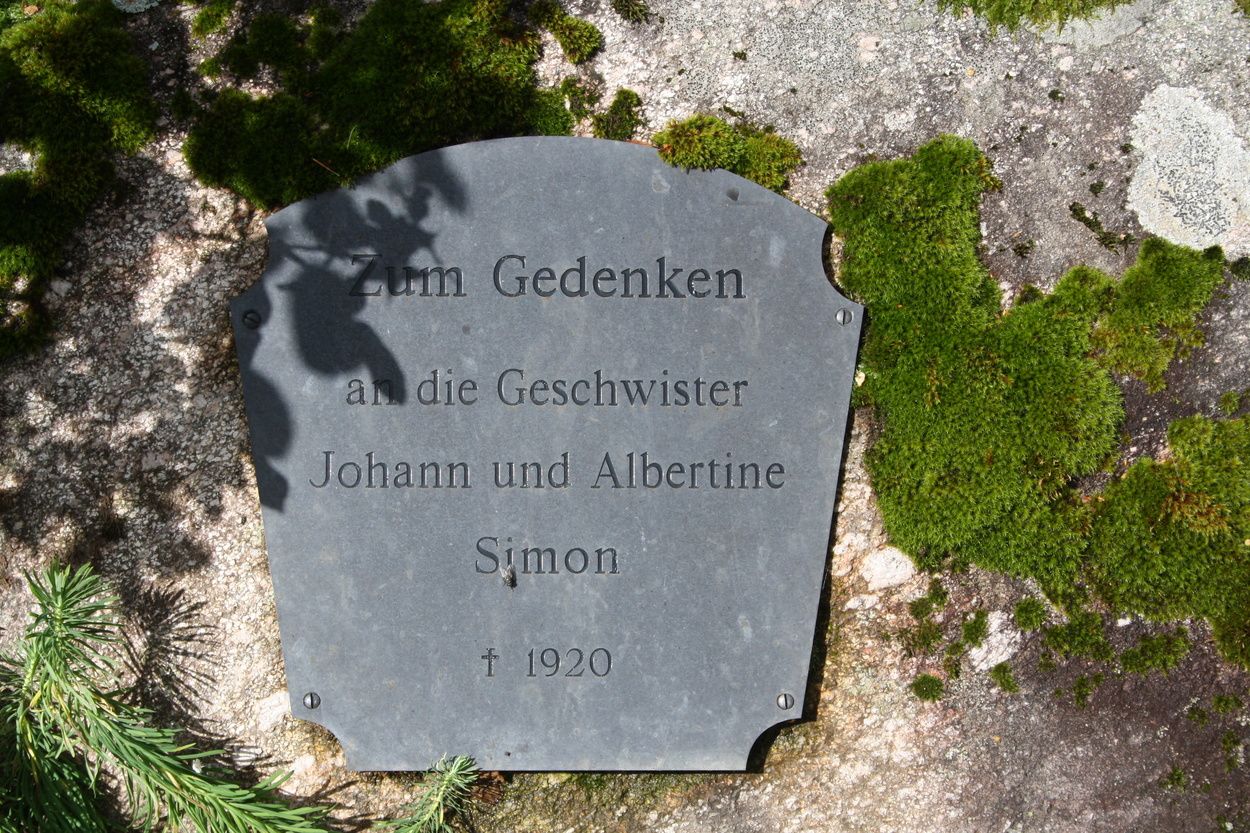 Zum Gedenken
an die Geschwister
Johann und Albertine
Simon
† 1920